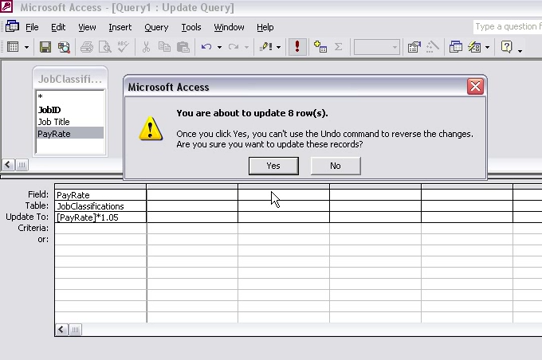 Microsoft Access - [Query1 : Update Query]
File Edit View Insert Query Tools Window Help
Type a question f
JobClassifi...
*
JobID
Job Title
PayRate
Microsoft Access
You are about to update 8 row(s).
Once you click Yes, you can't use the Undo command to reverse the changes.
Are you sure you want to update these records?
Yes No
Field: PayRate
Table: JobClassifications
Update To: [PayRate]*1.05
Criteria:
or: